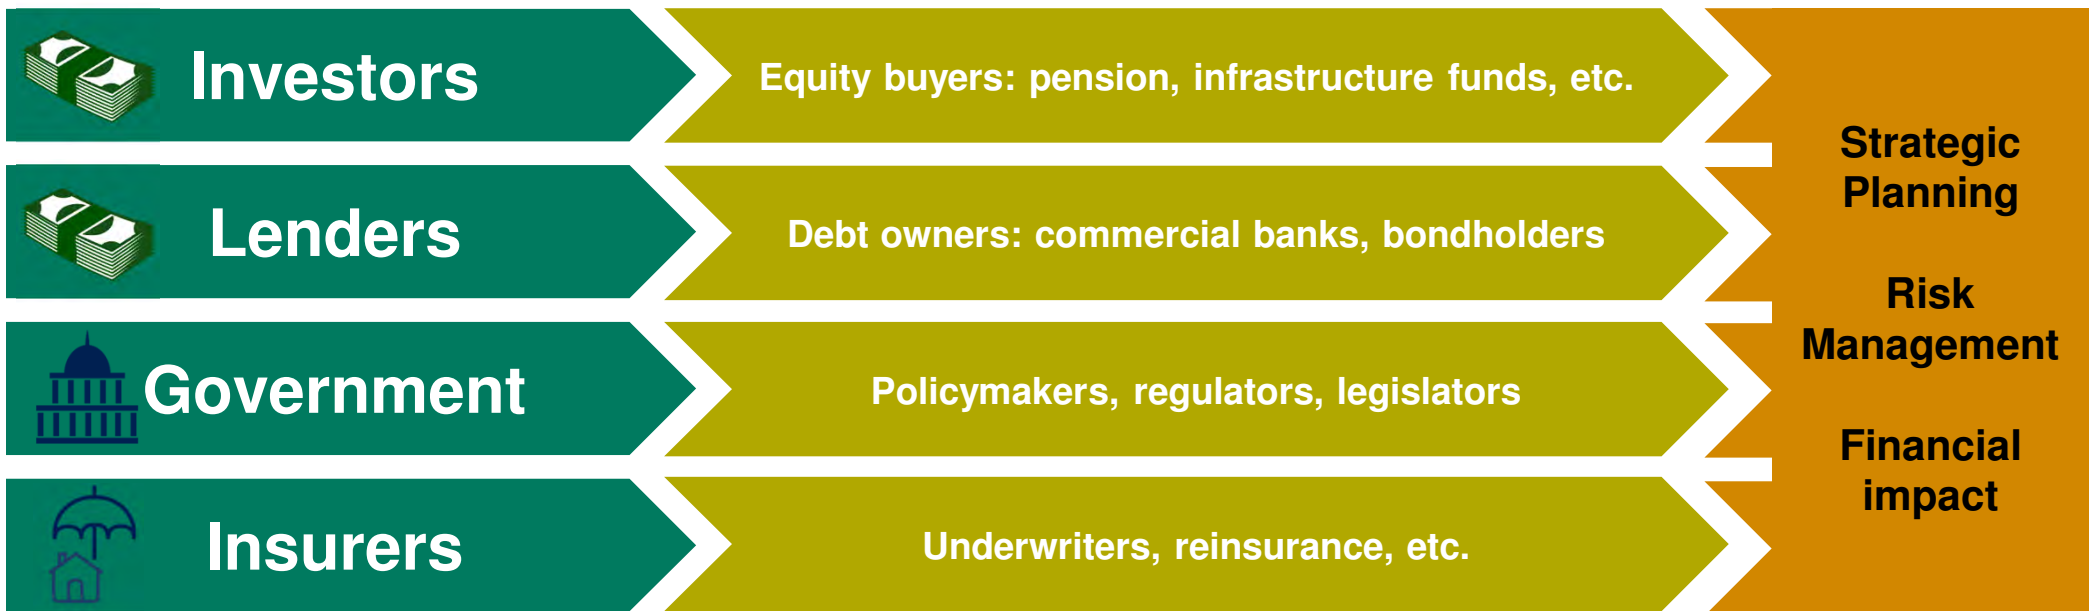 Investors
Equity buyers: pension, infrastructure funds, etc.
Lenders
Debt owners: commercial banks, bondholders
Government
Policymakers, regulators, legislators
Insurers
Underwriters, reinsurance, etc.
Strategic
Planning
Risk
Management
Financial
impact